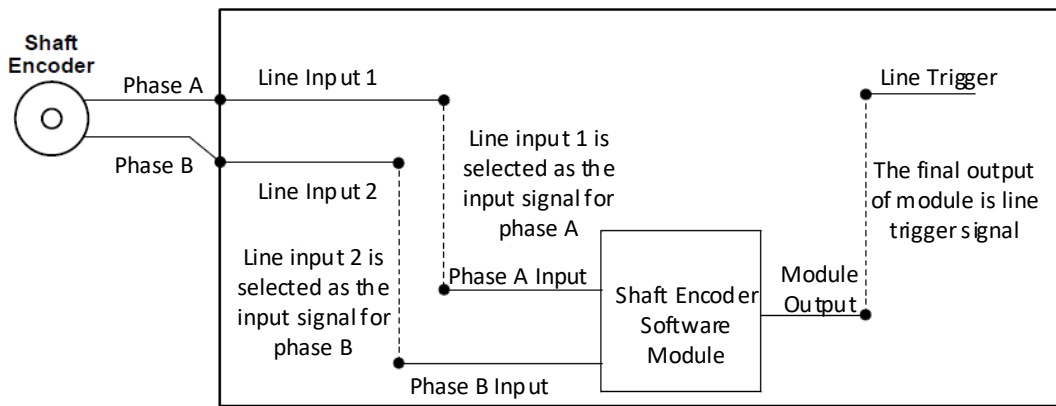 Shaft
Encoder
Phase A
Phase B
Line Input 1
Line Input 2
Line input 1 is
selected as the
input signal for
phase A
Line input 2 is
selected as the
input signal for
phase B
Phase A Input
Phase B Input
Shaft Encoder
Software
Module
Module
Output
Line Trigger
The final output
of module is line
trigger signal